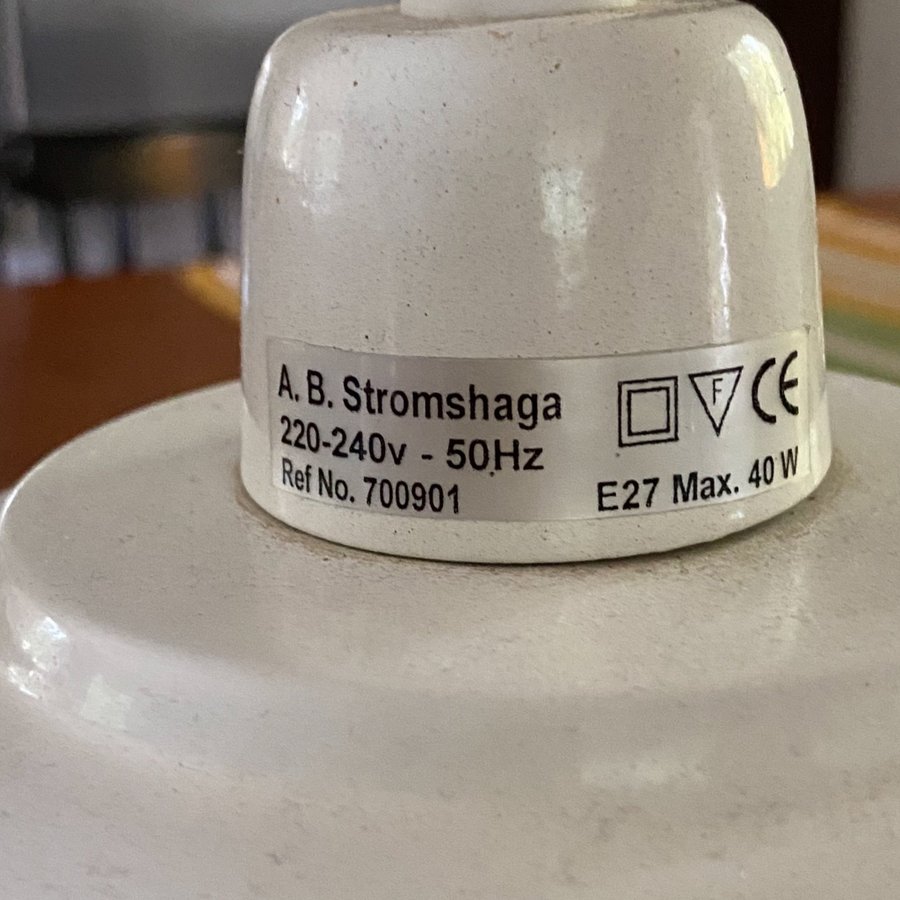 A. B. Stromshaga
220-240v - 50Hz
Ref No. 700901
F CE
E27 Max. 40 W